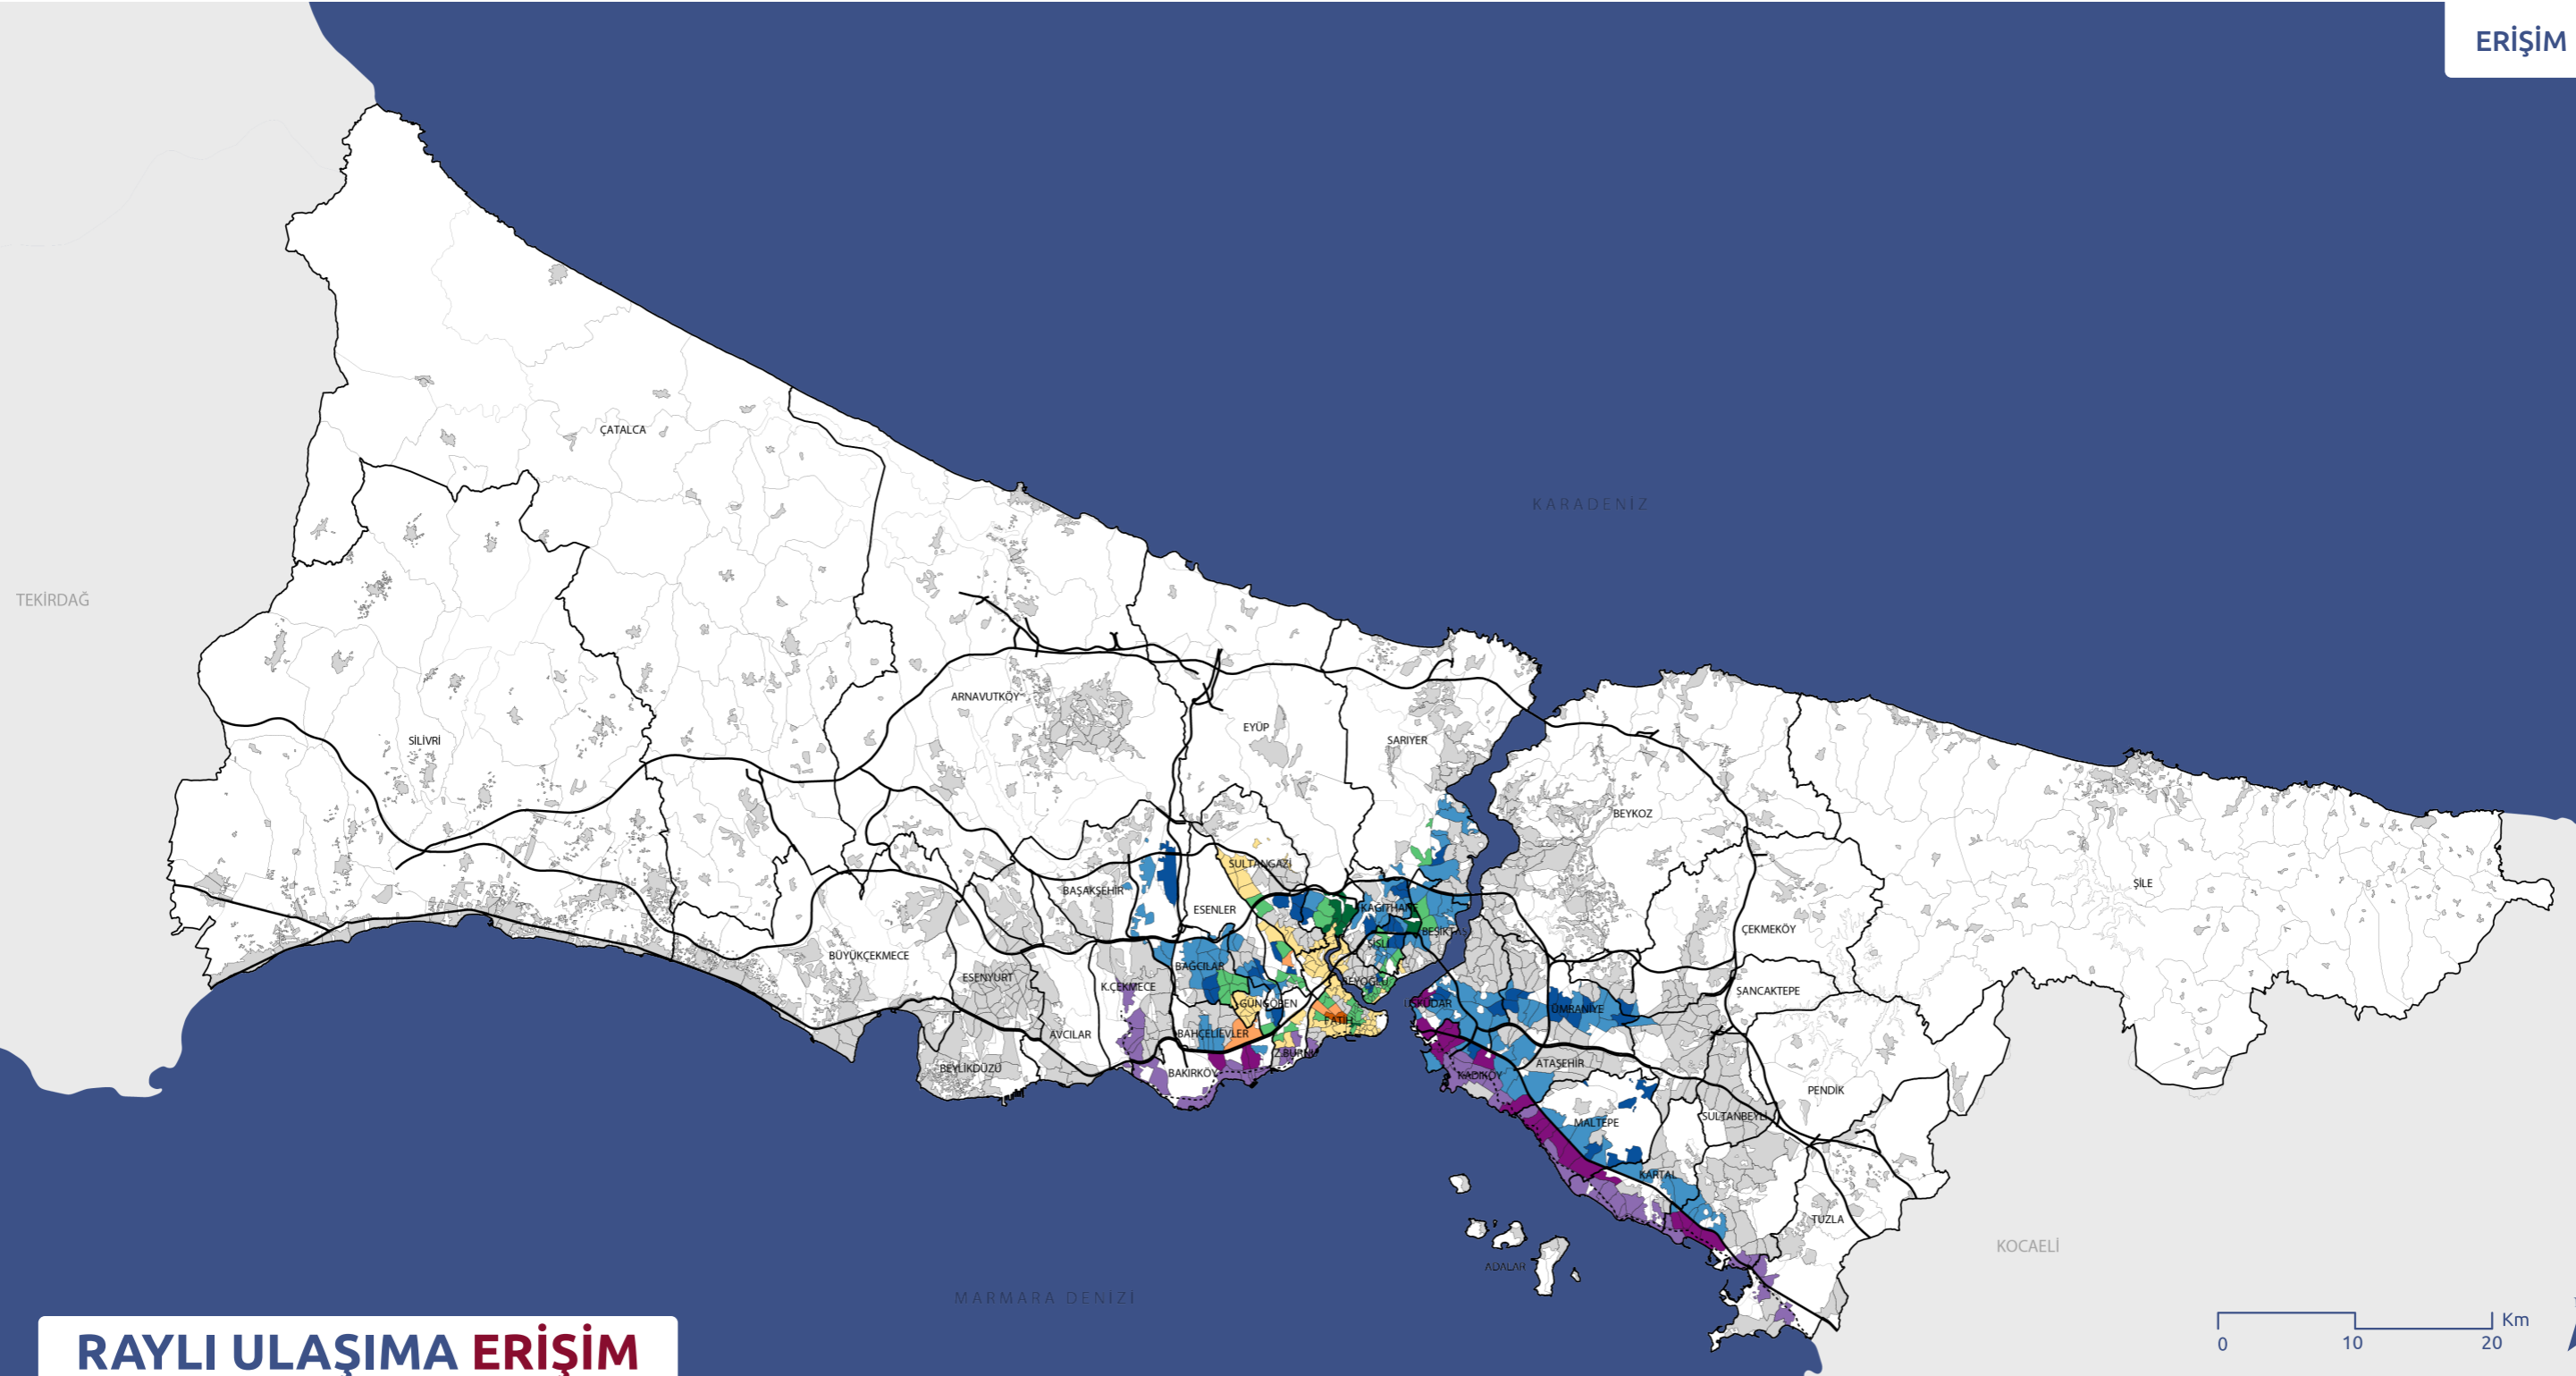 ERİŞİM
ÇATALCA
KARADENİZ
TEKİRDAĞ
ARNAVUTKÖY
EYÜP
SİLİVRİ
SARIYER
BEYKOZ
SULTANGAZİ
BAŞAKŞEHİR
ŞİLE
ESENLER
KAĞITHANE
BEŞİKTAŞ
ÇEKMEKÖY
ŞİŞLİ
BÜYÜKÇEKMECE
BAĞCILAR
ESENYURT
BEYOĞLU
K.ÇEKMECE
SANCAKTEPE
GÜNGÖREN
ÜSKÜDAR
ÜMRANİYE
FATİH
AVCILAR
BAHÇELİEVLER
Z.BURNU
ATAŞEHİR
BEYLİKDÜZÜ
BAKIRKÖY
KADIKÖY
PENDİK
SULTANBEYLİ
MALTEPE
KARTAL
TUZLA
KOCAELİ
ADALAR
MARMARA DENİZİ
RAYLI ULAŞIMA ERİŞİM
Km
0 10 20